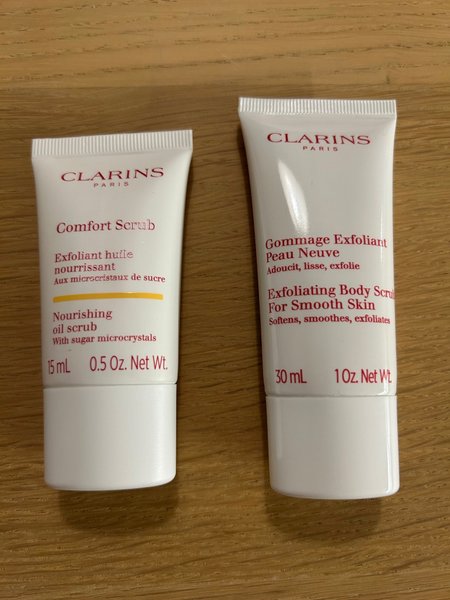 CLARINS
PARIS
Comfort Scrub
Exfoliant huile
nourrissant
Aux microcristaux de sucre
Nourishing
oil scrub
With sugar microcrystals
15 mL 0.5 Oz. Net Wt.
CLARINS
PARIS
Gommage Exfoliant
Peau Neuve
Adoucit, lisse, exfolie
Exfoliating Body Scrub
For Smooth Skin
Softens, smoothes, exfoliates
30 mL 1 Oz. Net Wt.